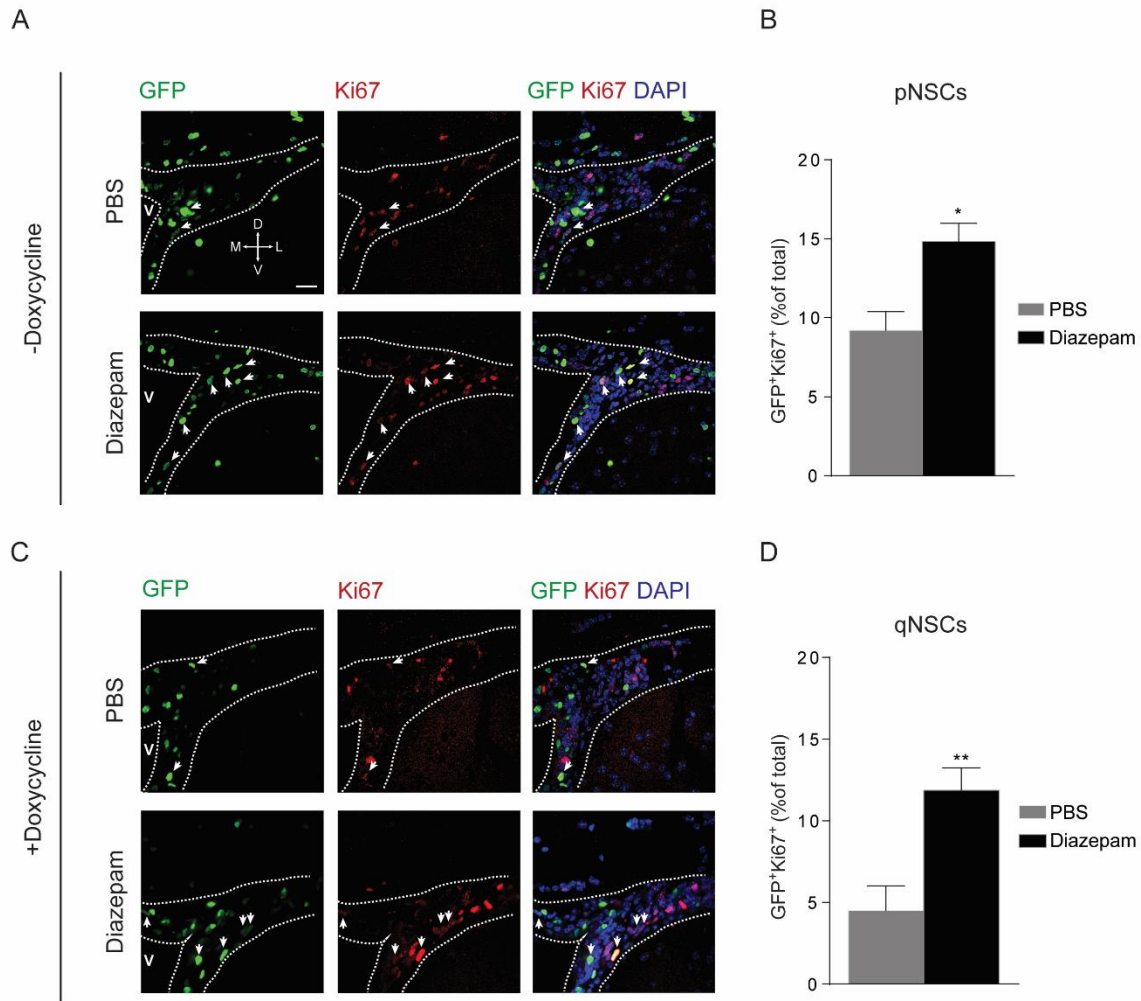 A
B
GFP
Ki67
GFP Ki67 DAPI
pNSCs
-Doxycycline
PBS
V
D
M
L
V
Diazepam
V
20
15
10
5
0
GFP+Ki67+ (%of total)
*
PBS
Diazepam
C
D
GFP
Ki67
GFP Ki67 DAPI
qNSCs
+Doxycycline
PBS
V
Diazepam
V
20
15
10
5
0
GFP+Ki67+ (%of total)
**
PBS
Diazepam